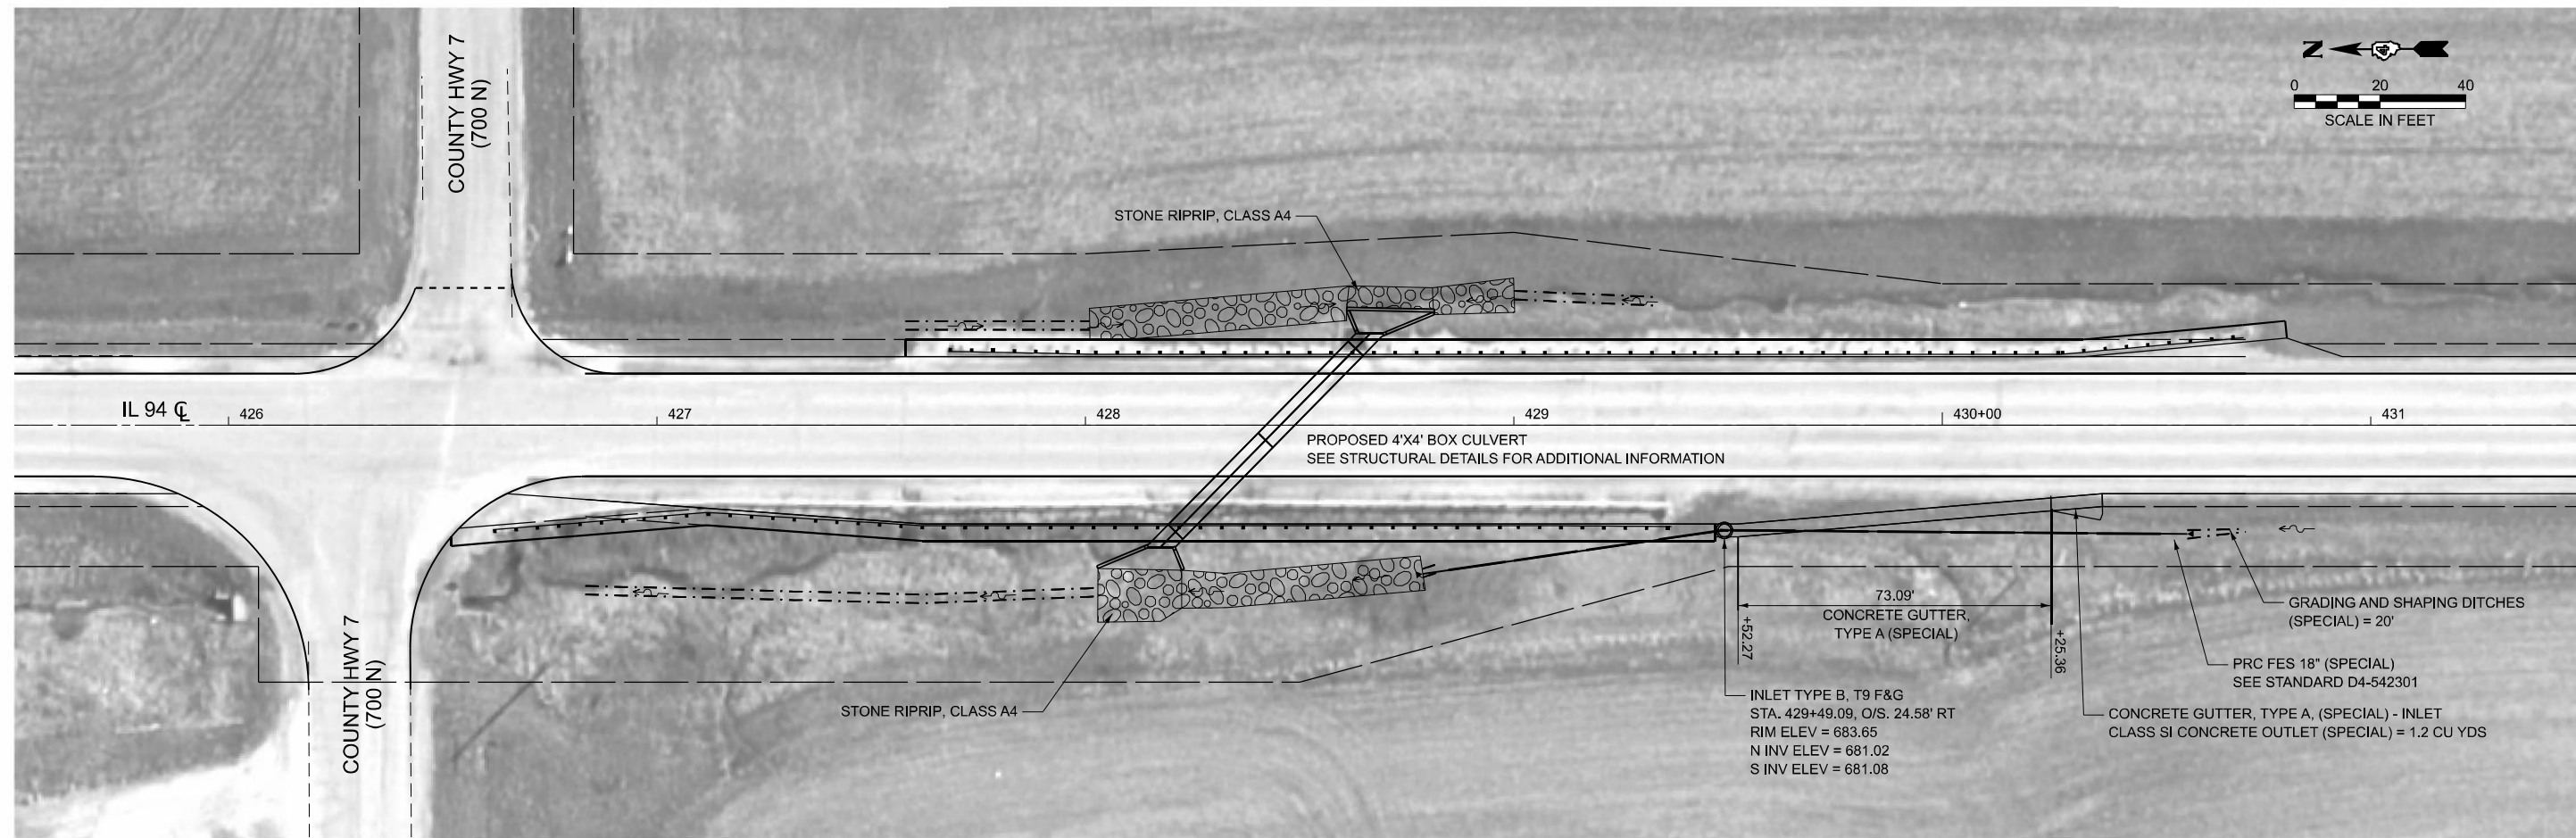 COUNTY HWY 7
(700 N)
N
0 20 40
SCALE IN FEET
STONE RIPRIP, CLASS A4
IL 94 ℄
426
427
428
429
430+00
431
PROPOSED 4'X4' BOX CULVERT
SEE STRUCTURAL DETAILS FOR ADDITIONAL INFORMATION
COUNTY HWY 7
(700 N)
STONE RIPRIP, CLASS A4
73.09'
CONCRETE GUTTER,
TYPE A (SPECIAL)
+52.27
+25.36
GRADING AND SHAPING DITCHES
(SPECIAL) = 20'
PRC FES 18" (SPECIAL)
SEE STANDARD D4-542301
INLET TYPE B, T9 F&G
STA. 429+49.09, O/S. 24.58' RT
RIM ELEV = 683.65
N INV ELEV = 681.02
S INV ELEV = 681.08
CONCRETE GUTTER, TYPE A, (SPECIAL) - INLET
CLASS SI CONCRETE OUTLET (SPECIAL) = 1.2 CU YDS